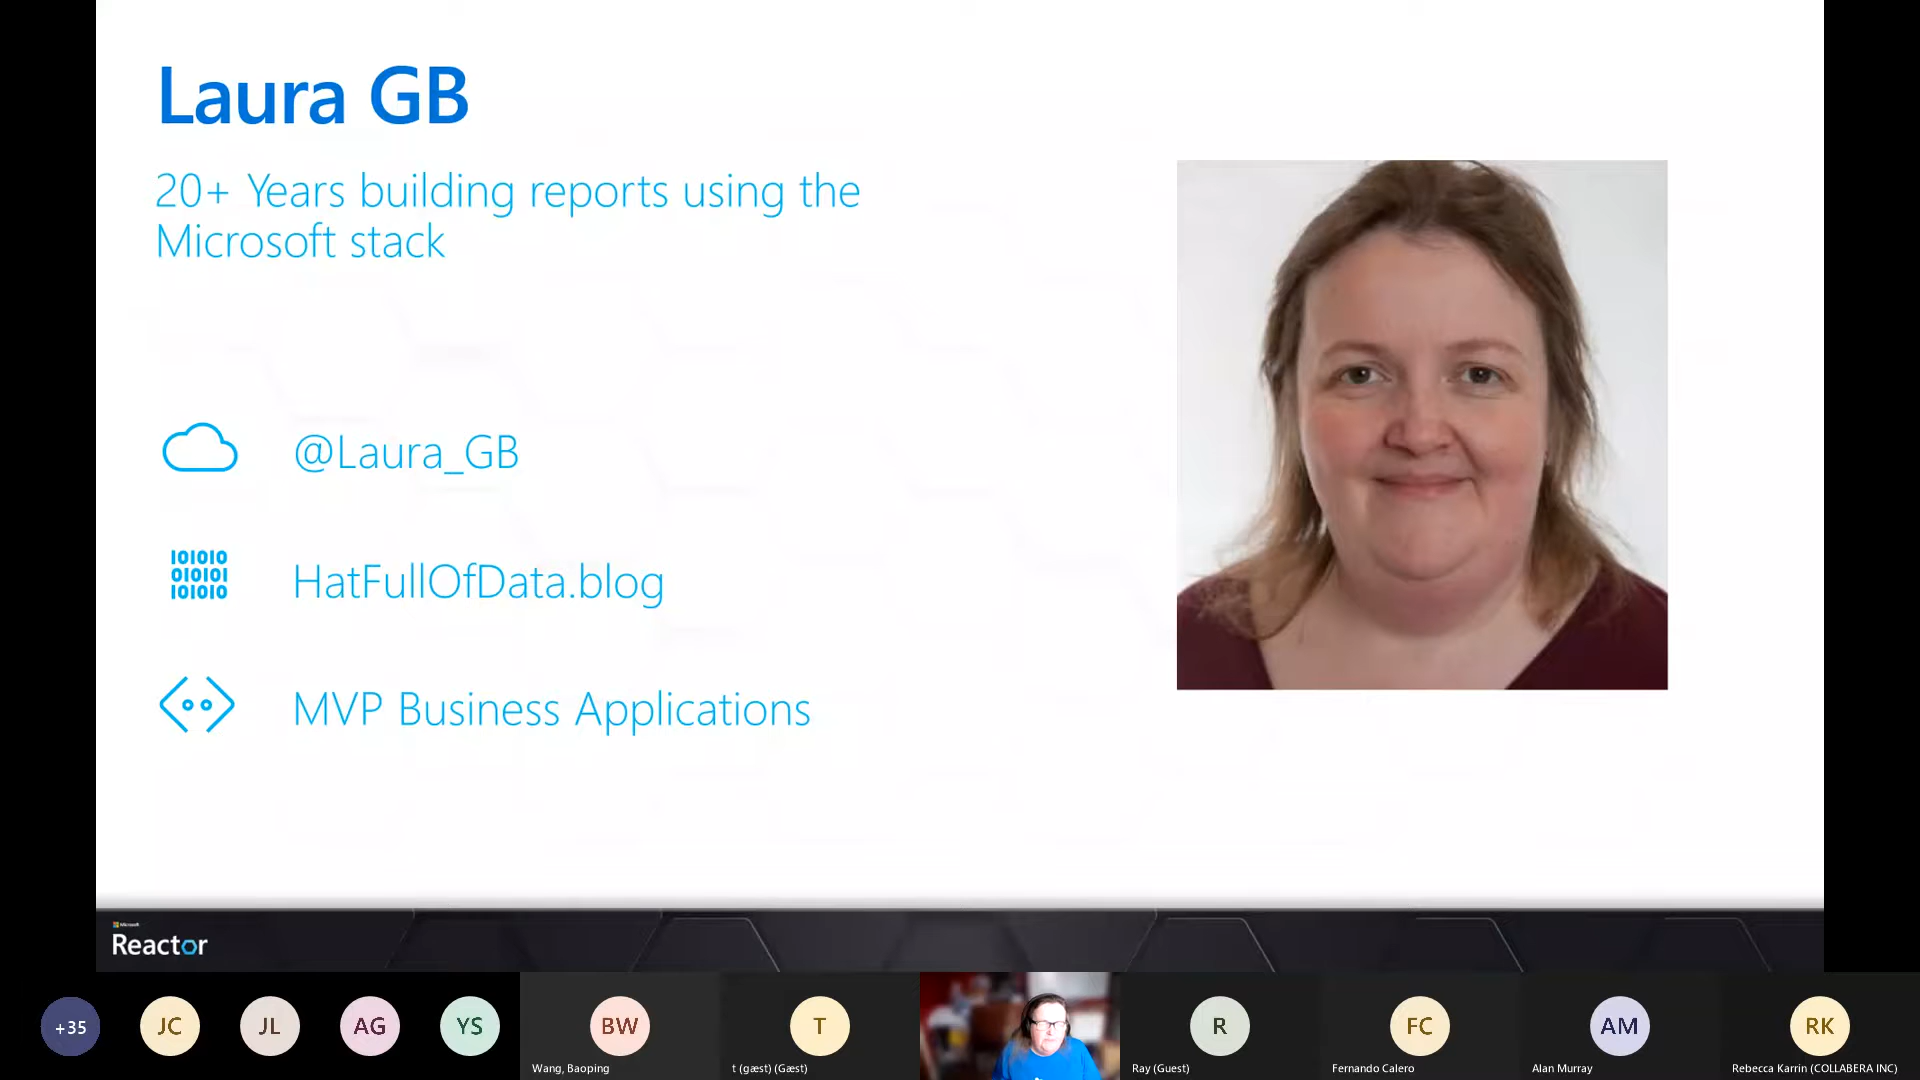 Laura GB
20+ Years building reports using the
Microsoft stack
@Laura_GB
101010
010101
101010
HatFullOfData.blog
MVP Business Applications
Microsoft
Reactor
+35
JC
JL
AG
YS
BW
T
R
FC
AM
RK
Wang, Baoping
t (gæst) (Gæst)
Ray (Guest)
Fernando Calero
Alan Murray
Rebecca Karrin (COLLABERA INC)